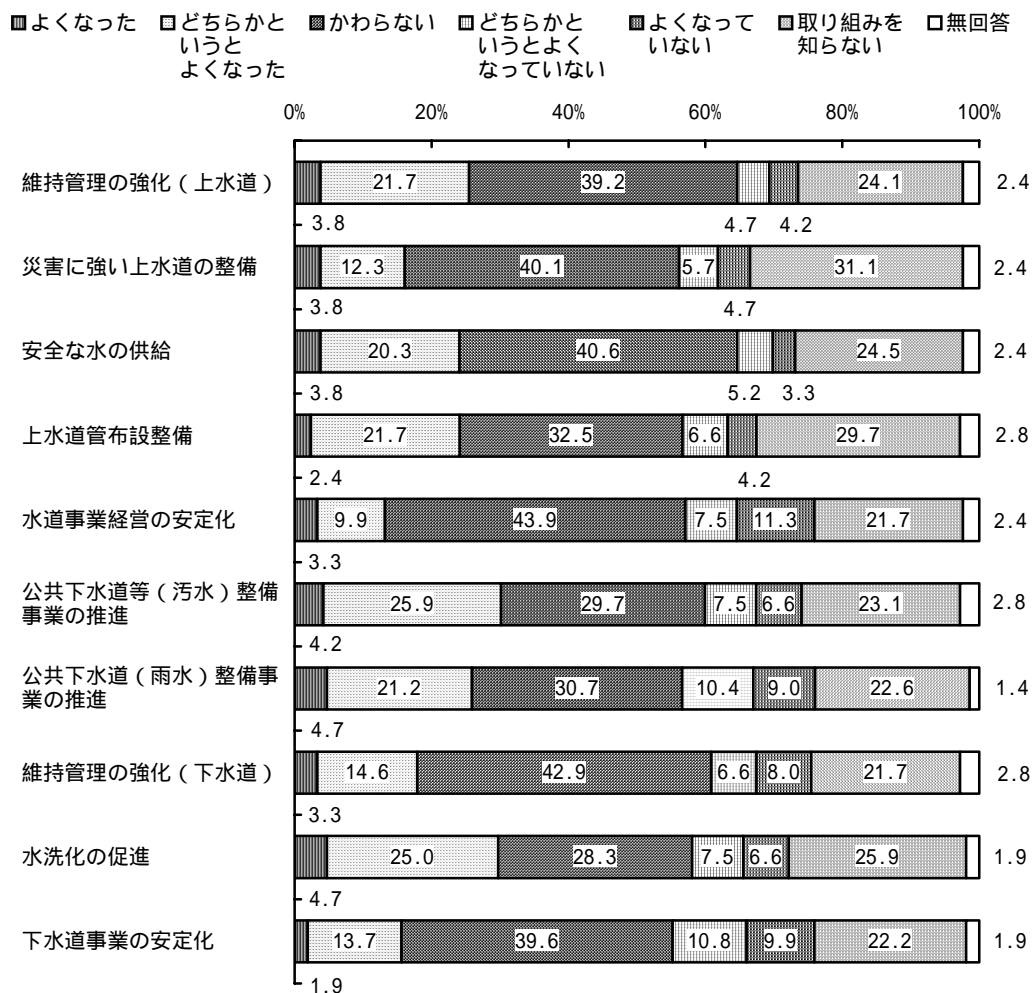 よくなった どちらかと かわらない どちらかと よくなって 取り組みを 無回答
いうと いうとよく いない 知らない
よくなった なっていない
0% 20% 40% 60% 80% 100%
維持管理の強化(上水道) 21.7 39.2 24.1 2.4
3.8 4.7 4.2
災害に強い上水道の整備 12.3 40.1 5.7 31.1 2.4
3.8 4.7
安全な水の供給 20.3 40.6 24.5 2.4
3.8 5.2 3.3
上水道管布設整備 21.7 32.5 6.6 29.7 2.8
2.4 4.2
水道事業経営の安定化 9.9 43.9 7.5 11.3 21.7 2.4
3.3
公共下水道等(汚水)整備
事業の推進 25.9 29.7 7.5 6.6 23.1 2.8
4.2
公共下水道(雨水)整備事
業の推進 21.2 30.7 10.4 9.0 22.6 1.4
4.7
維持管理の強化(下水道) 14.6 42.9 6.6 8.0 21.7 2.8
3.3
水洗化の促進 25.0 28.3 7.5 6.6 25.9 1.9
4.7
下水道事業の安定化 13.7 39.6 10.8 9.9 22.2 1.9
1.9